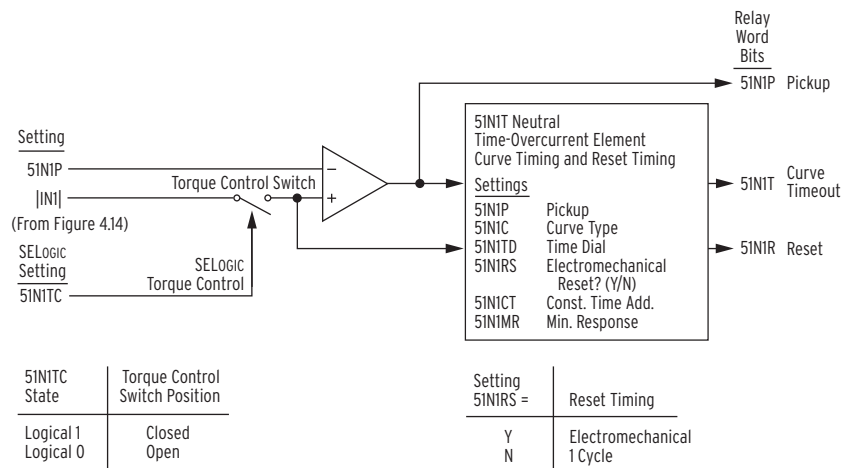 Relay
Word
Bits
51N1P Pickup
51N1T Neutral
Time-Overcurrent Element
Curve Timing and Reset Timing
Settings
51N1P Pickup
51N1C Curve Type
51N1TD Time Dial
51N1RS Electromechanical
Reset? (Y/N)
51N1CT Const. Time Add.
51N1MR Min. Response
51N1T Curve
Timeout
51N1R Reset
Setting
51N1P
|IN1|
(From Figure 4.14)
Torque Control Switch
−
+
SELOGIC
Setting
51N1TC
SELOGIC
Torque Control
51N1TC
State
Torque Control
Switch Position
Logical 1 Closed
Logical 0 Open
Setting
51N1RS = Reset Timing
Y Electromechanical
N 1 Cycle